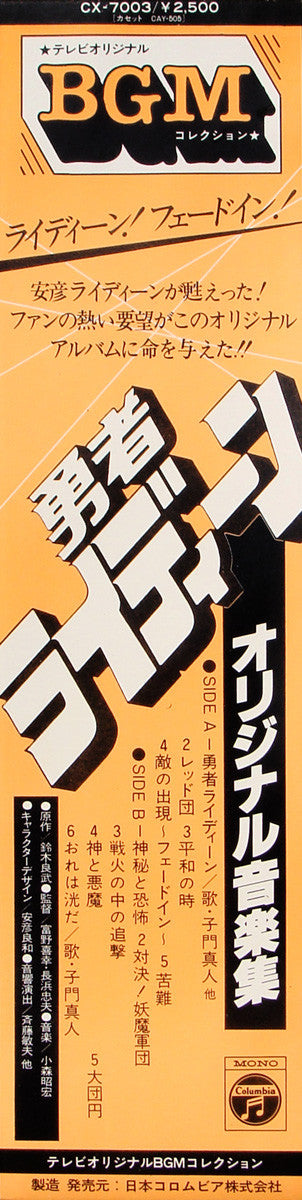 CX-7003/¥2,500
[カセット CAY-505]
★テレビオリジナル
BGM
コレクション★
ライディーン!フェードイン!
安彦ライディーンが甦えった!
ファンの熱い要望がこのオリジナル
アルバムに命を与えた!!
勇者
ライディーン
オリジナル音楽集
●SIDE A—1 勇者ライディーン/歌・子門真人 他
2 レッド団 3 平和の時
4 敵の出現~フェードイン~ 5 苦難
●SIDE B—1 神秘と恐怖 2 対決!妖魔軍団
3 戦火の中の追撃
4 神と悪魔 5 大団円
6 おれは洸だ/歌・子門真人
●原作/鈴木良武●監督/富野喜幸・長浜忠夫●音楽/小森昭宏
●キャラクターデザイン/安彦良和●音響演出/斉藤敏夫 他
MONO
Columbia
テレビオリジナルBGMコレクション
製造 発売元:日本コロムビア株式会社